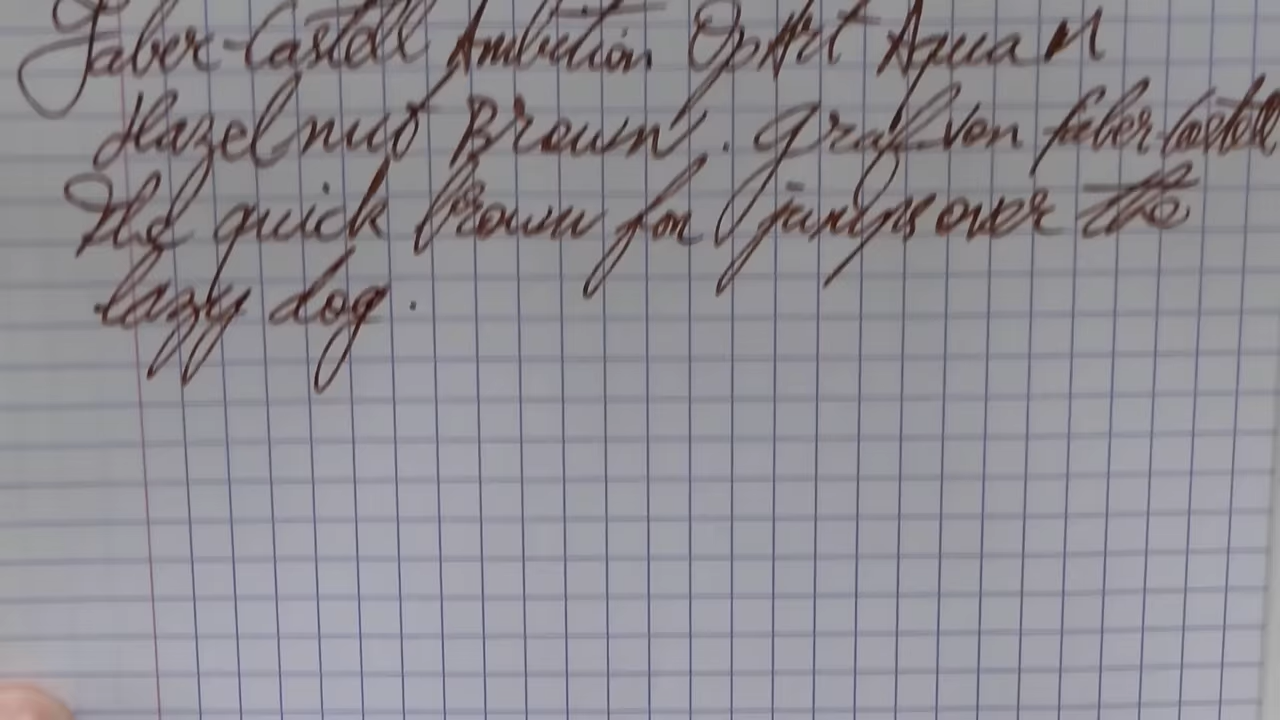 Faber-Castell Ambition OpArt Aqua M
Hazelnut Brown. Graf von Faber-Castell
The quick brown fox jumps over the
lazy dog.